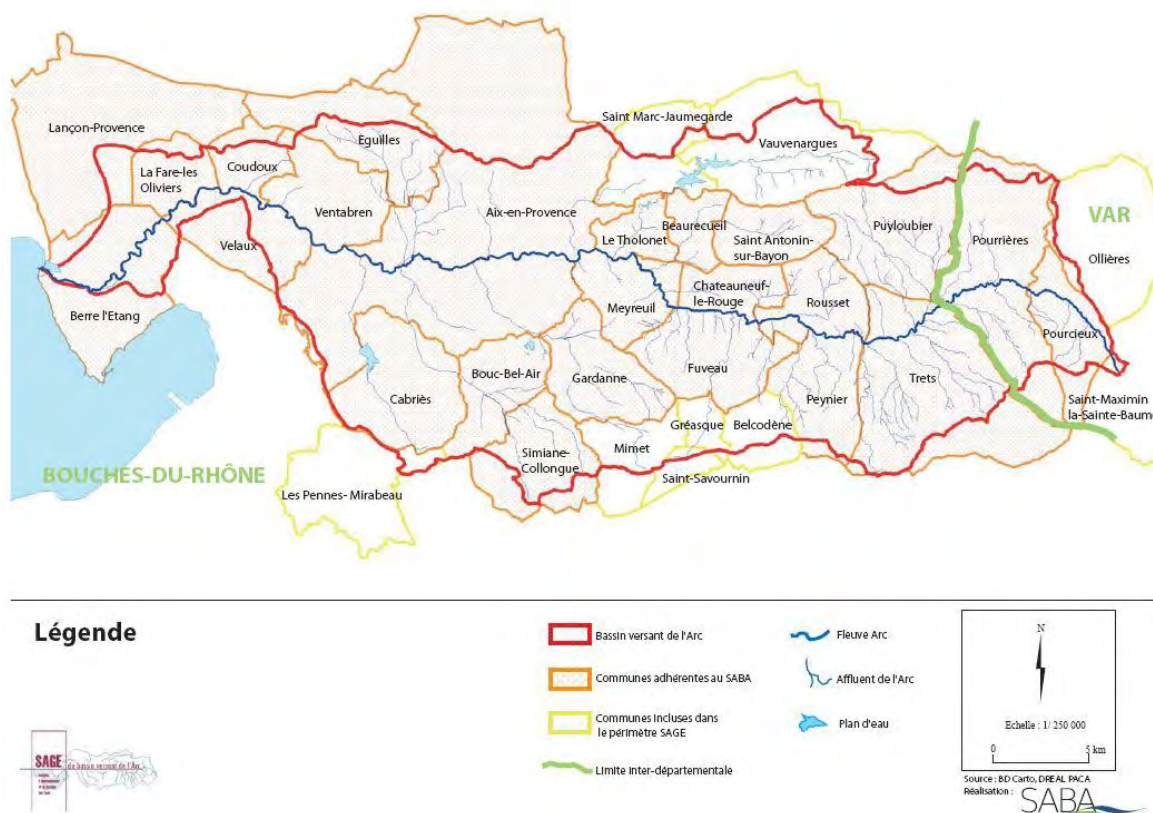 Saint Marc-Jaumegarde
Lançon-Provence
Eguilles
Vauvenargues
La Fare-les
Oliviers
Coudoux
Ventabren
Aix-en-Provence
Beaurecueil
Le Tholonet
Saint Antonin-
sur-Bayon
Puyloubier
Pourrières
VAR
Ollières
Velaux
Chateauneuf-
le-Rouge
Rousset
Meyreuil
Berre l'Etang
Pourcieux
Bouc-Bel-Air
Gardanne
Fuveau
Trets
Cabriès
Peynier
Saint-Maximin
la-Sainte-Baume
Gréasque
Belcodène
Simiane-
Collongue
Mimet
BOUCHES-DU-RHÔNE
Saint-Savournin
Les Pennes- Mirabeau
Légende
Bassin versant de l'Arc
Communes adhérentes au SABA
Communes incluses dans
le périmètre SAGE
Limite Inter-départementale
Fleuve Arc
Affluent de l'Arc
Plan d'eau
N
Echelle : 1/ 250 000
0 5 km
Source : BD Carto, DREAL PACA
Réalisation :
SABA
SAGE du bassin versant de l'Arc